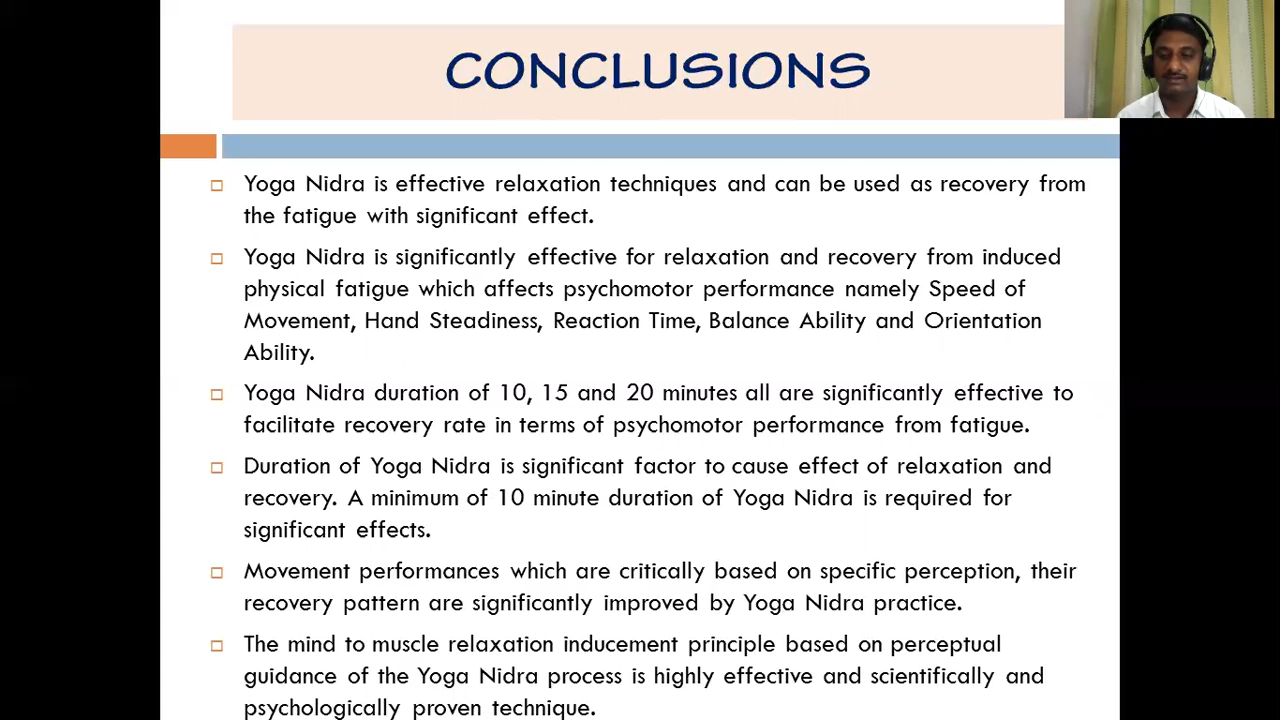 CONCLUSIONS
Yoga Nidra is effective relaxation techniques and can be used as recovery from
the fatigue with significant effect.
Yoga Nidra is significantly effective for relaxation and recovery from induced
physical fatigue which affects psychomotor performance namely Speed of
Movement, Hand Steadiness, Reaction Time, Balance Ability and Orientation
Ability.
Yoga Nidra duration of 10, 15 and 20 minutes all are significantly effective to
facilitate recovery rate in terms of psychomotor performance from fatigue.
Duration of Yoga Nidra is significant factor to cause effect of relaxation and
recovery. A minimum of 10 minute duration of Yoga Nidra is required for
significant effects.
Movement performances which are critically based on specific perception, their
recovery pattern are significantly improved by Yoga Nidra practice.
The mind to muscle relaxation inducement principle based on perceptual
guidance of the Yoga Nidra process is highly effective and scientifically and
psychologically proven technique.